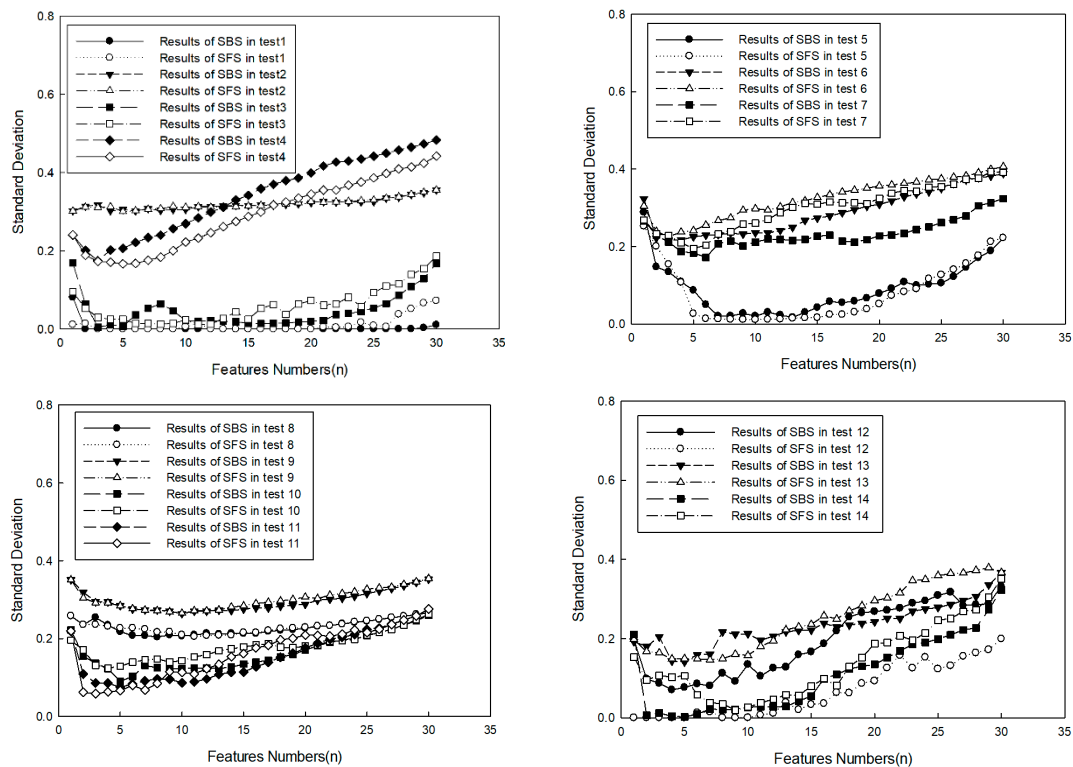 0.8
0.6
0.4
0.2
0.0
Standard Deviation
Results of SBS in test1
Results of SFS in test1
Results of SBS in test2
Results of SFS in test2
Results of SBS in test3
Results of SFS in test3
Results of SBS in test4
Results of SFS in test4
0 5 10 15 20 25 30 35
Features Numbers(n)
0.8
0.6
0.4
0.2
0.0
Standard Deviation
Results of SBS in test 5
Results of SFS in test 5
Results of SBS in test 6
Results of SFS in test 6
Results of SBS in test 7
Results of SFS in test 7
0 5 10 15 20 25 30 35
Features Numbers(n)
0.8
0.6
0.4
0.2
0.0
Standard Deviation
Results of SBS in test 8
Results of SFS in test 8
Results of SBS in test 9
Results of SFS in test 9
Results of SBS in test 10
Results of SFS in test 10
Results of SBS in test 11
Results of SFS in test 11
0 5 10 15 20 25 30 35
Features Numbers(n)
0.8
0.6
0.4
0.2
0.0
Standard Deviation
Results of SBS in test 12
Results of SFS in test 12
Results of SBS in test 13
Results of SFS in test 13
Results of SBS in test 14
Results of SFS in test 14
0 5 10 15 20 25 30 35
Features Numbers(n)